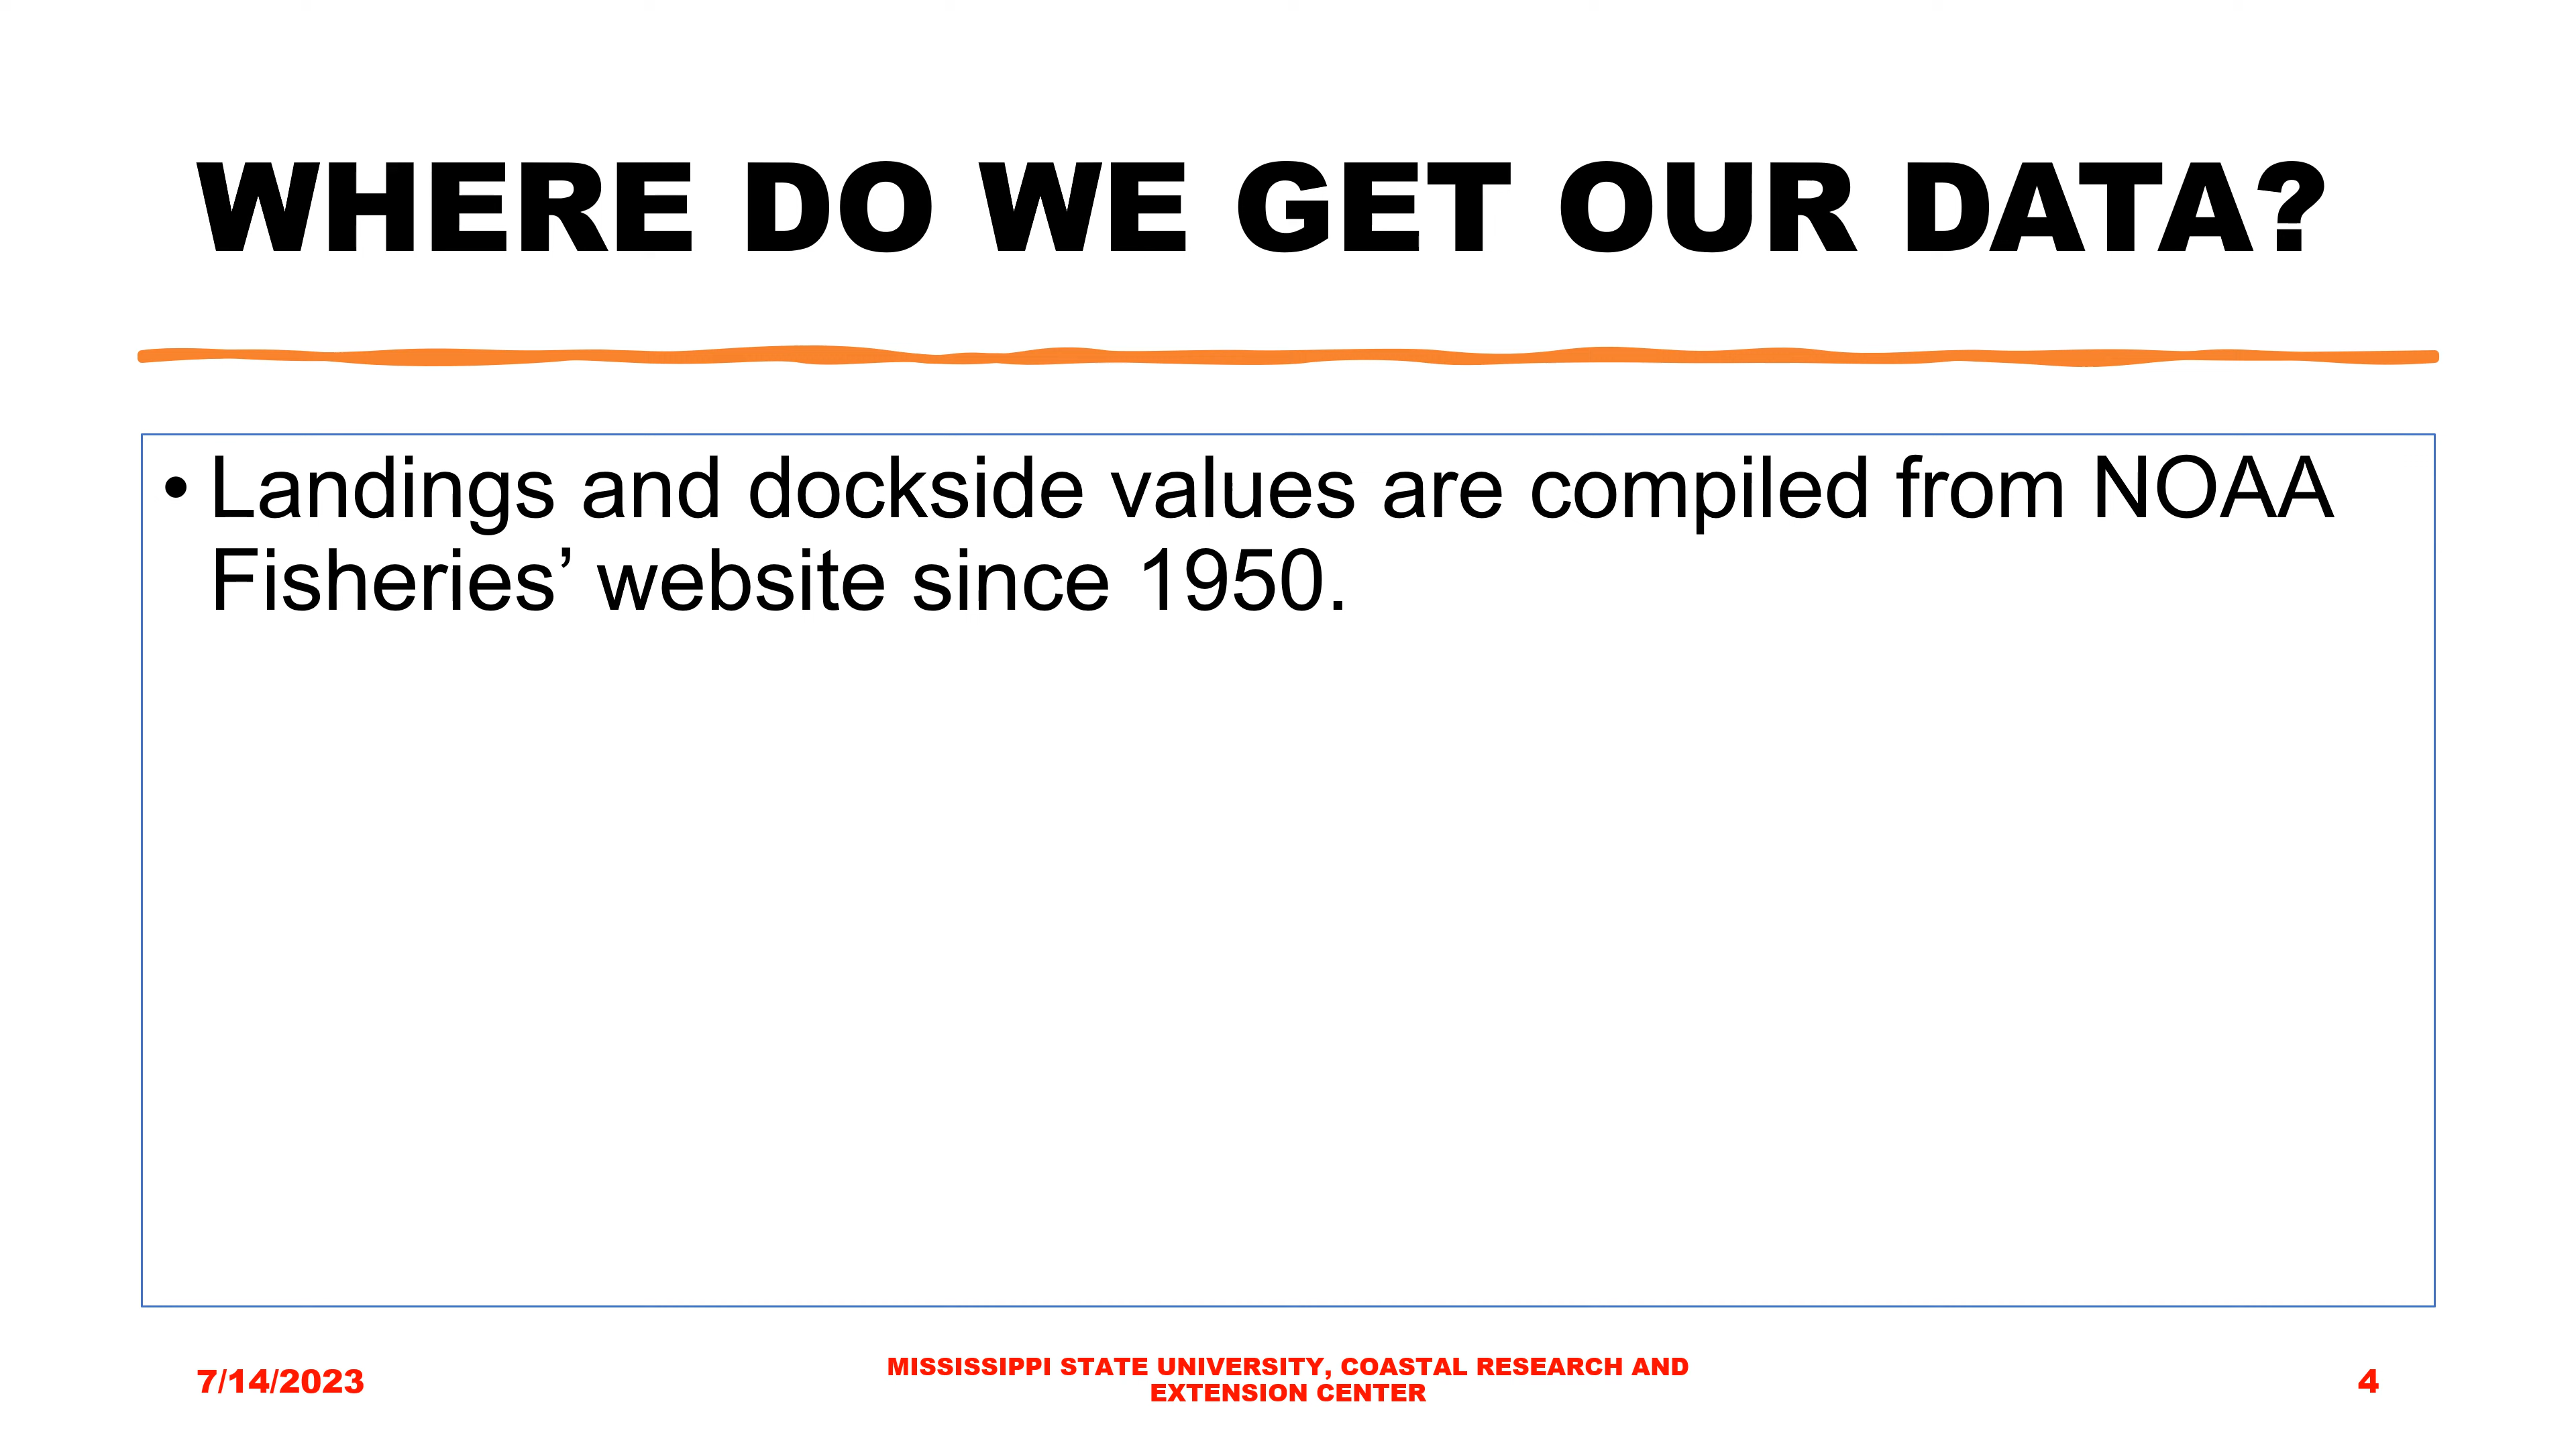 WHERE DO WE GET OUR DATA?
• Landings and dockside values are compiled from NOAA
Fisheries’ website since 1950.
7/14/2023
MISSISSIPPI STATE UNIVERSITY, COASTAL RESEARCH AND
EXTENSION CENTER
4